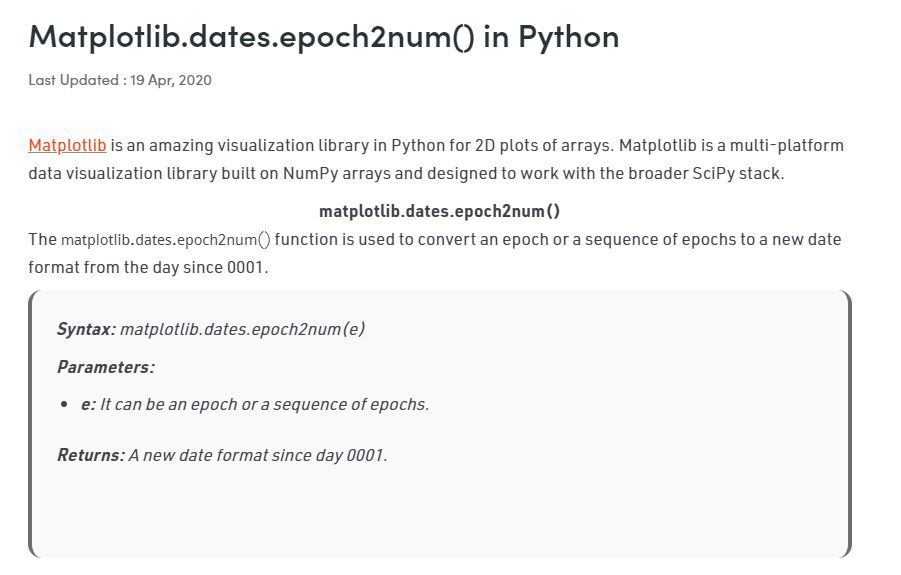 Matplotlib.dates.epoch2num() in Python
Last Updated : 19 Apr, 2020
Matplotlib is an amazing visualization library in Python for 2D plots of arrays. Matplotlib is a multi-platform
data visualization library built on NumPy arrays and designed to work with the broader SciPy stack.
matplotlib.dates.epoch2num()
The matplotlib.dates.epoch2num() function is used to convert an epoch or a sequence of epochs to a new date
format from the day since 0001.
Syntax: matplotlib.dates.epoch2num(e)
Parameters:
• e: It can be an epoch or a sequence of epochs.
Returns: A new date format since day 0001.